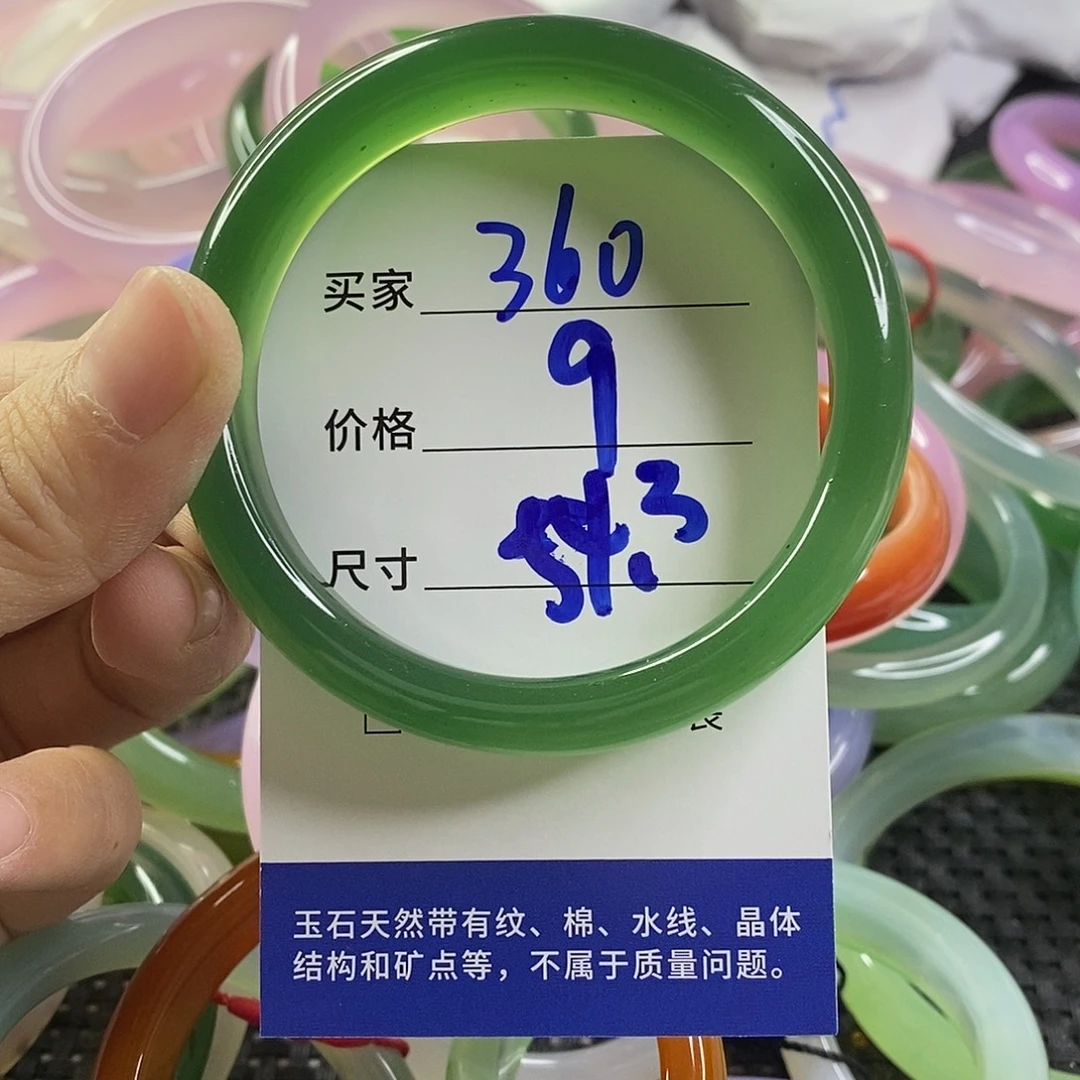 买家 360
价格 9
尺寸 54.3
玉石天然带有纹、棉、水线、晶体
结构和矿点等，不属于质量问题。